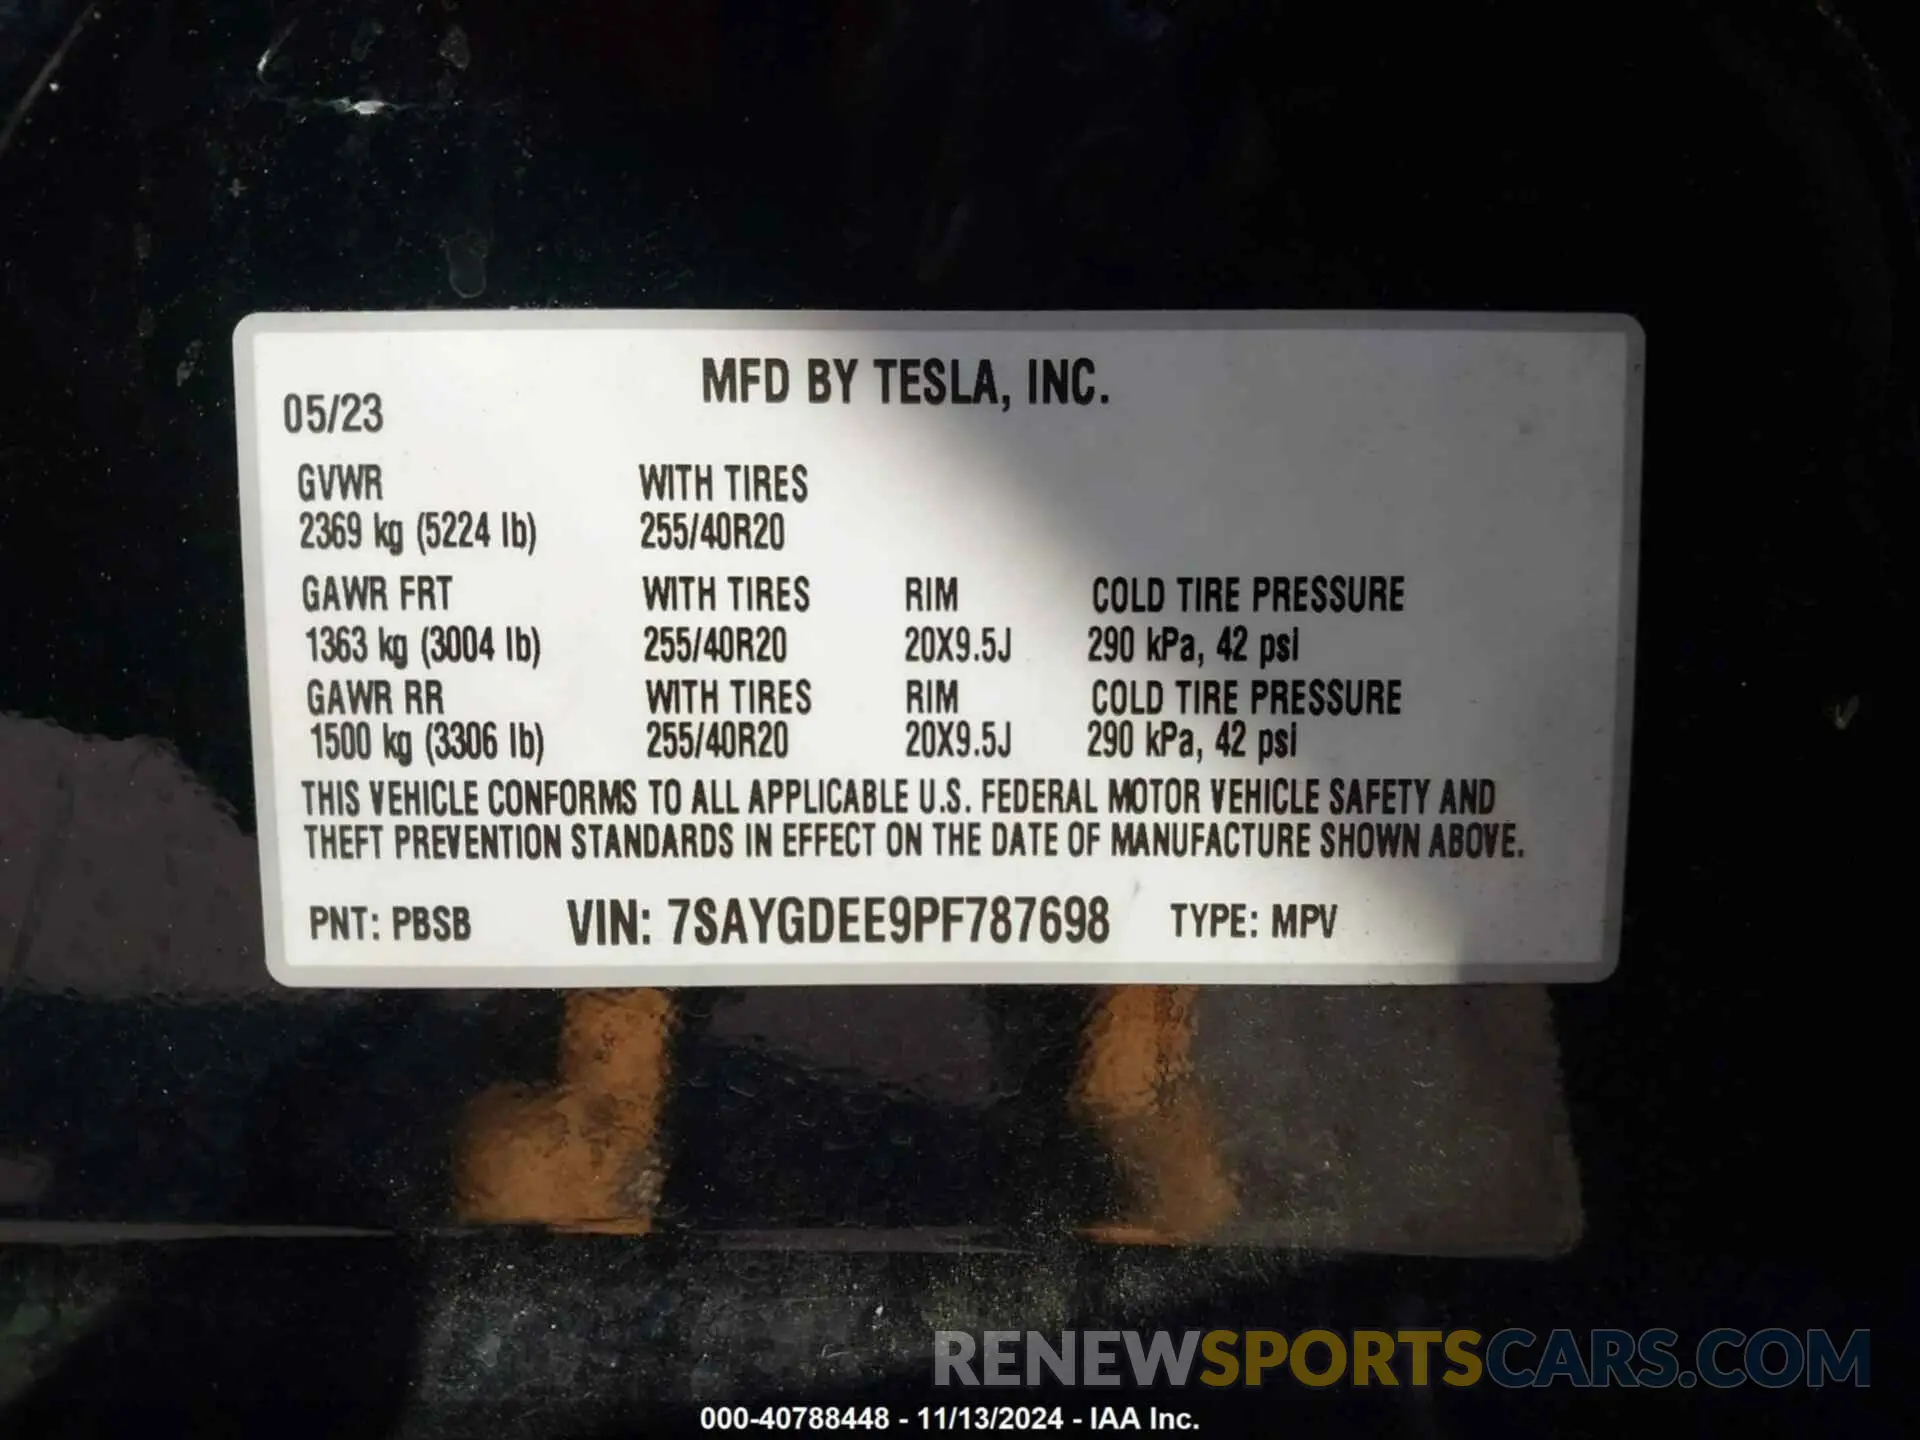 MFD BY TESLA, INC.
05/23
GVWR WITH TIRES
2369 kg (5224 lb) 255/40R20
GAWR FRT WITH TIRES RIM COLD TIRE PRESSURE
1363 kg (3004 lb) 255/40R20 20X9.5J 290 kPa, 42 psi
GAWR RR WITH TIRES RIM COLD TIRE PRESSURE
1500 kg (3306 lb) 255/40R20 20X9.5J 290 kPa, 42 psi
THIS VEHICLE CONFORMS TO ALL APPLICABLE U.S. FEDERAL MOTOR VEHICLE SAFETY AND
THEFT PREVENTION STANDARDS IN EFFECT ON THE DATE OF MANUFACTURE SHOWN ABOVE.
PNT: PBSB VIN: 7SAYGDEE9PF787698 TYPE: MPV
RENEWSPORTSCARS.COM
000-40788448 - 11/13/2024 - IAA Inc.